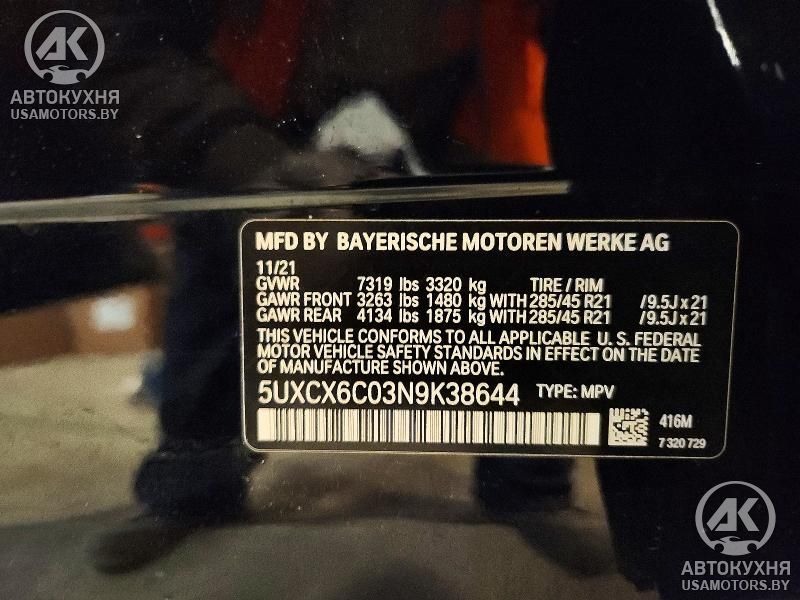 AK
АВТОКУХНЯ
USAMOTORS.BY
MFD BY BAYERISCHE MOTOREN WERKE AG
11/21
GVWR 7319 lbs 3320 kg TIRE / RIM
GAWR FRONT 3263 lbs 1480 kg WITH 285/45 R21 /9.5J x 21
GAWR REAR 4134 lbs 1875 kg WITH 285/45 R21 /9.5J x 21
THIS VEHICLE CONFORMS TO ALL APPLICABLE U. S. FEDERAL
MOTOR VEHICLE SAFETY STANDARDS IN EFFECT ON THE DATE
OF MANUFACTURE SHOWN ABOVE.
5UXCX6C03N9K38644 TYPE: MPV
416M
7 320 729
AK
АВТОКУХНЯ
USAMOTORS.BY